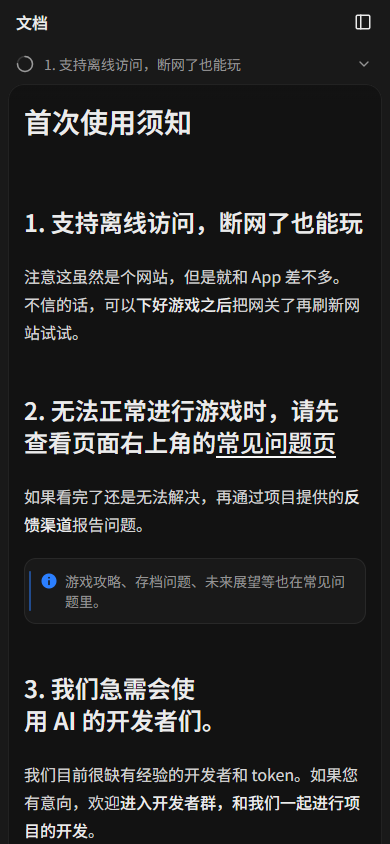 文档
1. 支持离线访问，断网了也能玩
首次使用须知
1. 支持离线访问，断网了也能玩
注意这虽然是个网站，但是就和 App 差不多。
不信的话，可以下好游戏之后把网关了再刷新网
站试试。
2. 无法正常进行游戏时，请先
查看页面右上角的常见问题页
如果看完了还是无法解决，再通过项目提供的反
馈渠道报告问题。
游戏攻略、存档问题、未来展望等也在常见问
题里。
3. 我们急需会使
用 AI 的开发者们。
我们目前很缺有经验的开发者和 token。如果您
有意向，欢迎进入开发者群，和我们一起进行项
目的开发。